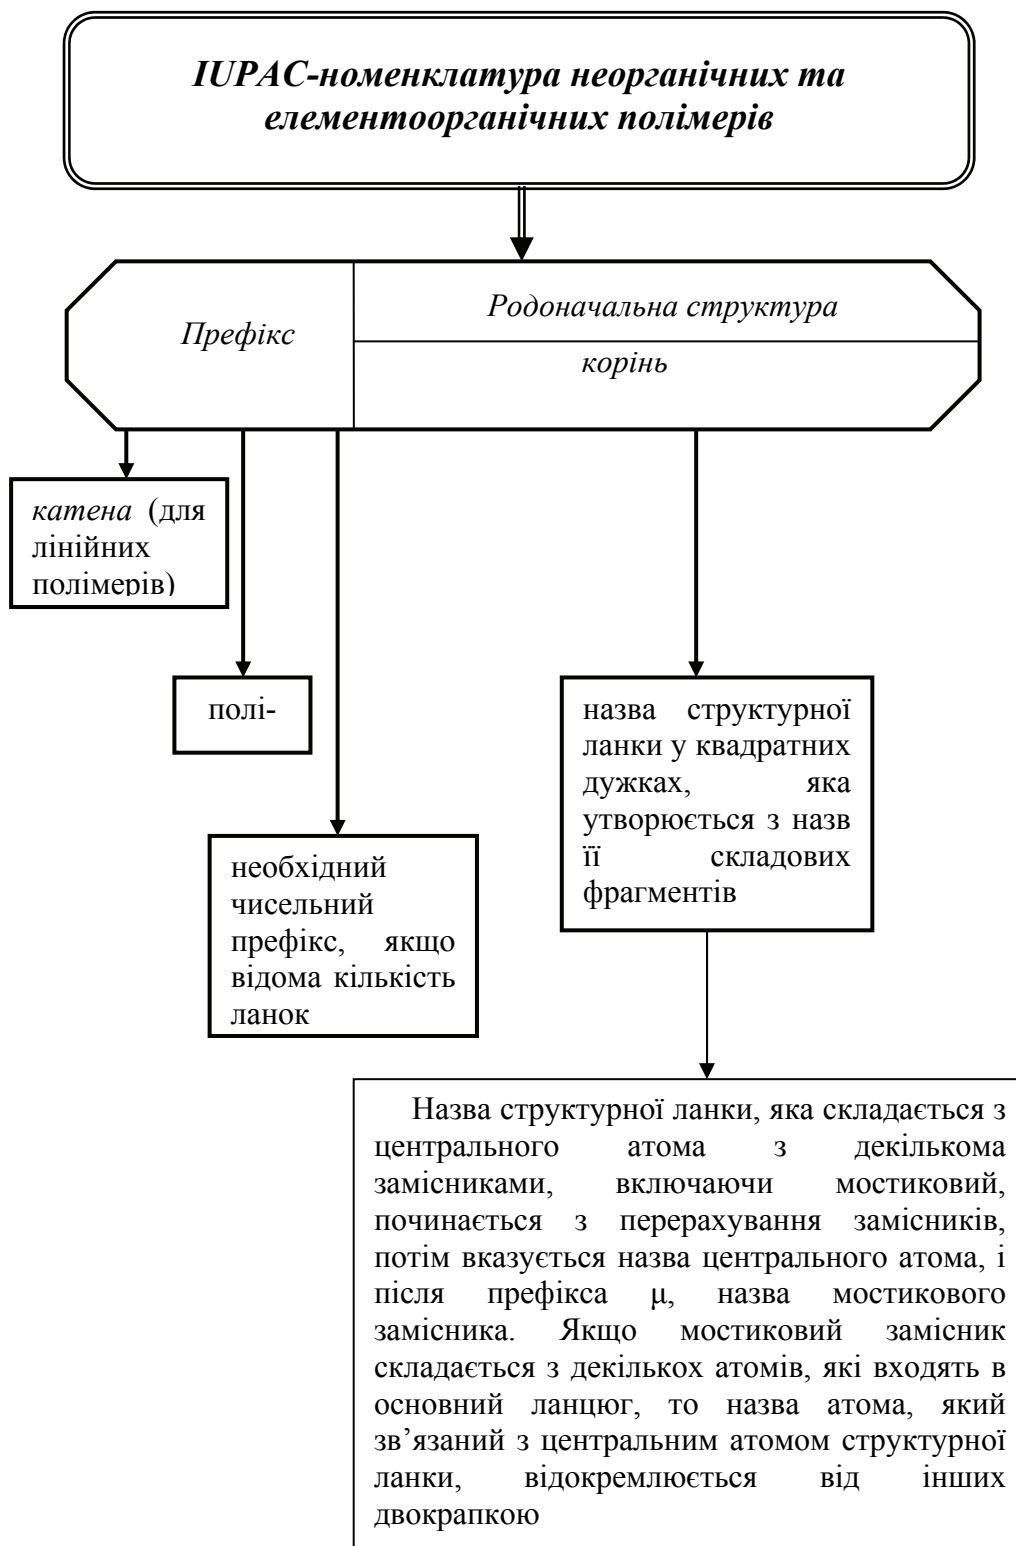 IUPAC-номенклатура неорганічних та
елементоорганічних полімерів
Префікс
Родоначальна структура
корінь
катена (для
лінійних
полімерів)
полі-
необхідний
чисельний
префікс, якщо
відома кількість
ланок
назва структурної
ланки у квадратних
дужках, яка
утворюється з назв
її складових
фрагментів
Назва структурної ланки, яка складається з
центрального атома з декількома
замісниками, включаючи мостиковий,
починається з перерахування замісників,
потім вказується назва центрального атома, і
після префікса μ, назва мостикового
замісника. Якщо мостиковий замісник
складається з декількох атомів, які входять в
основний ланцюг, то назва атома, який
зв’язаний з центральним атомом структурної
ланки, відокремлюється від інших
двокрапкою